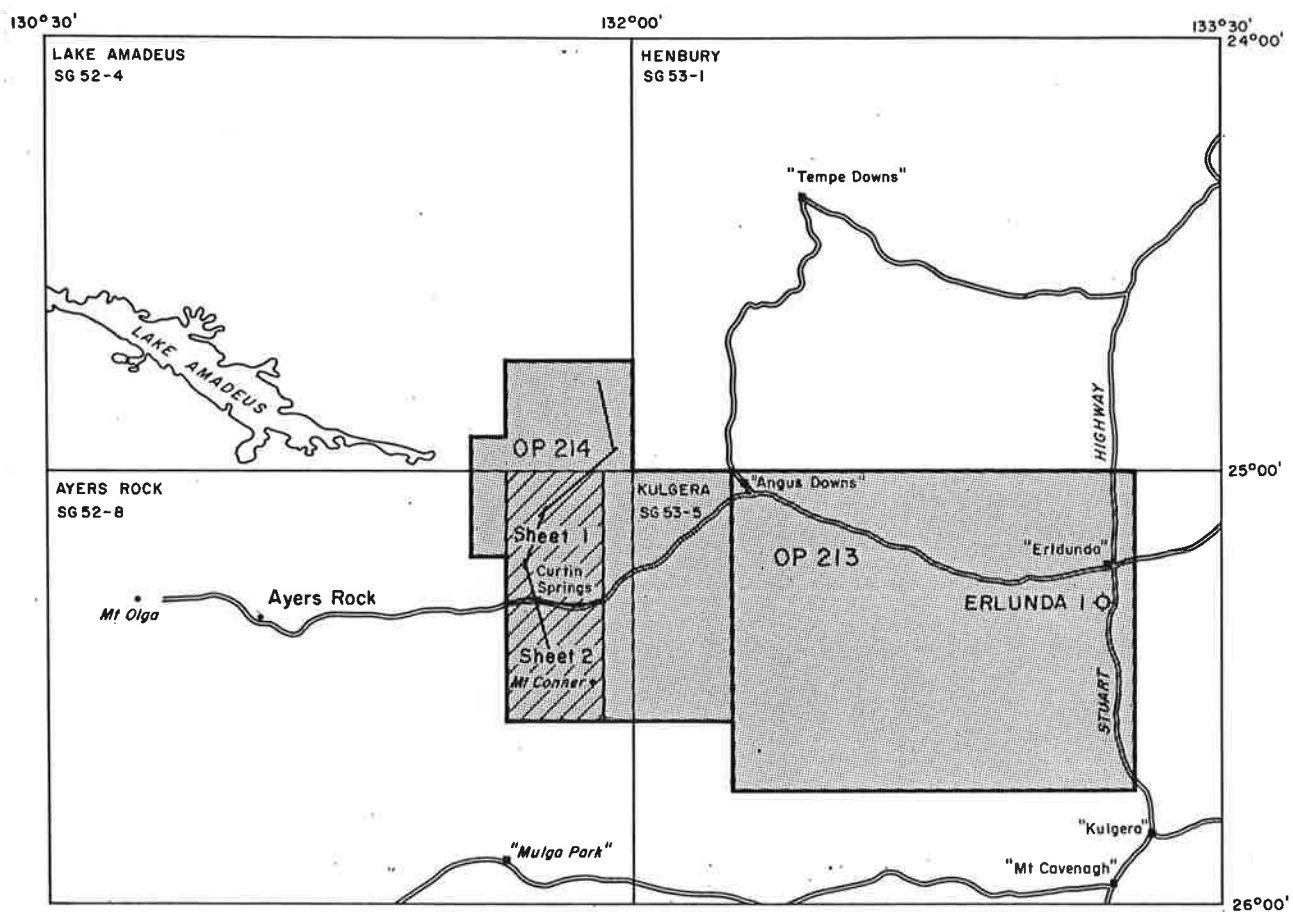 130°30'
132°00'
133°30'
24°00'
LAKE AMADEUS
SG 52-4
HENBURY
SG 53-1
"Tempe Downs"
LAKE AMADEUS
HIGHWAY
OP 214
25°00'
AYERS ROCK
SG 52-8
KULGERA
SG 53-5
"Angus Downs"
Sheet 1
OP 213
"Erldunda"
Curtin
Springs
Mt Olga
Ayers Rock
ERLUNDA 1
Sheet 2
Mt Conner
STUART
"Kulgera"
"Mulga Park"
"Mt Cavenagh"
26°00'